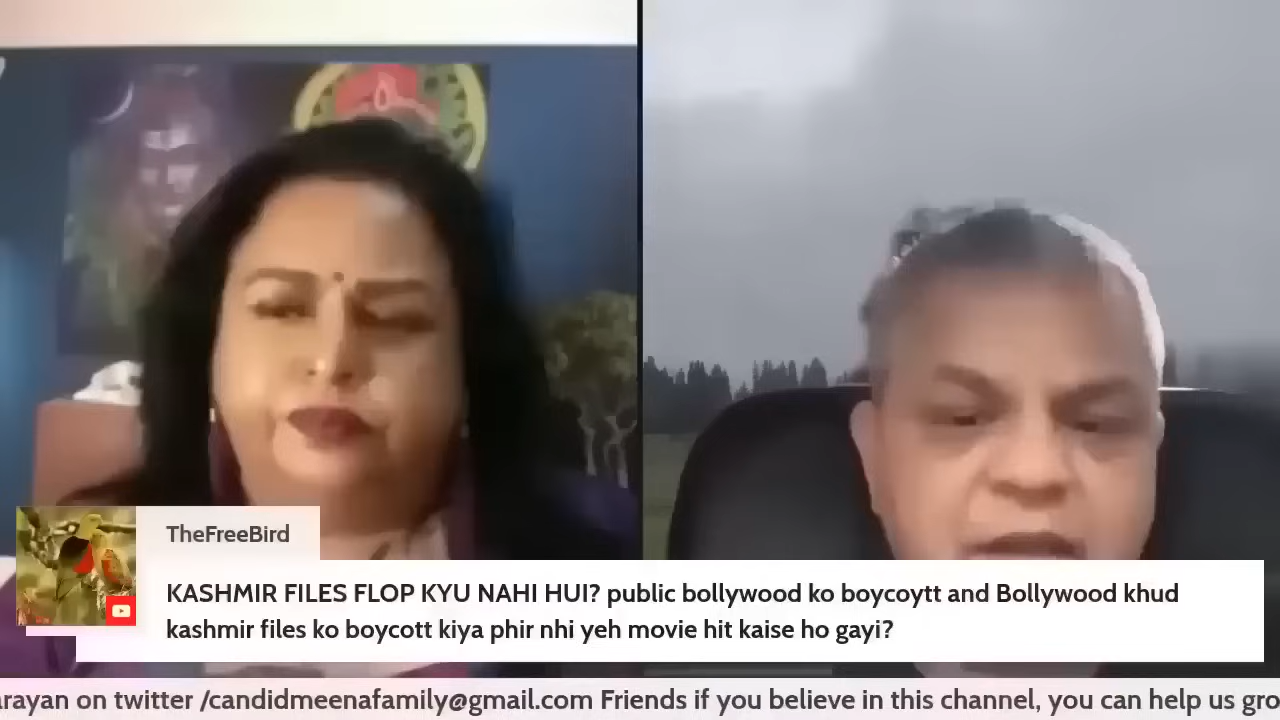 TheFreeBird
KASHMIR FILES FLOP KYU NAHI HUI? public bollywood ko boycoytt and Bollywood khud
kashmir files ko boycott kiya phir nhi yeh movie hit kaise ho gayi?
arayan on twitter /candidmeenafamily@gmail.com Friends if you believe in this channel, you can help us gro